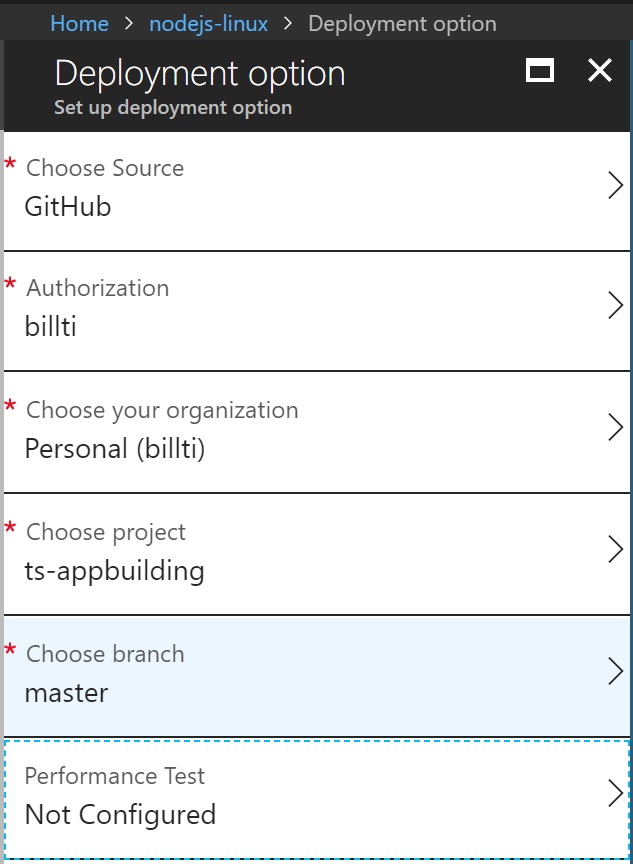 Home > nodejs-linux > Deployment option
Deployment option
Set up deployment option
* Choose Source
GitHub
* Authorization
billti
* Choose your organization
Personal (billti)
* Choose project
ts-appbuilding
* Choose branch
master
Performance Test
Not Configured